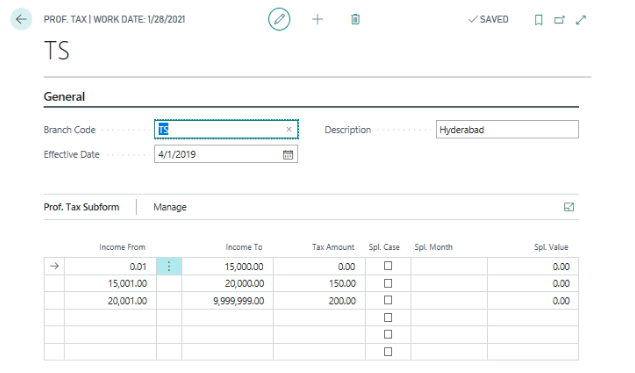 PROF. TAX | WORK DATE: 1/28/2021
SAVED
TS
General
Branch Code TS Description Hyderabad
Effective Date 4/1/2019
Prof. Tax Subform Manage
Income From Income To Tax Amount Spl. Case Spl. Month Spl. Value
0.01 15,000.00 0.00 0.00
15,001.00 20,000.00 150.00 0.00
20,001.00 9,999,999.00 200.00 0.00